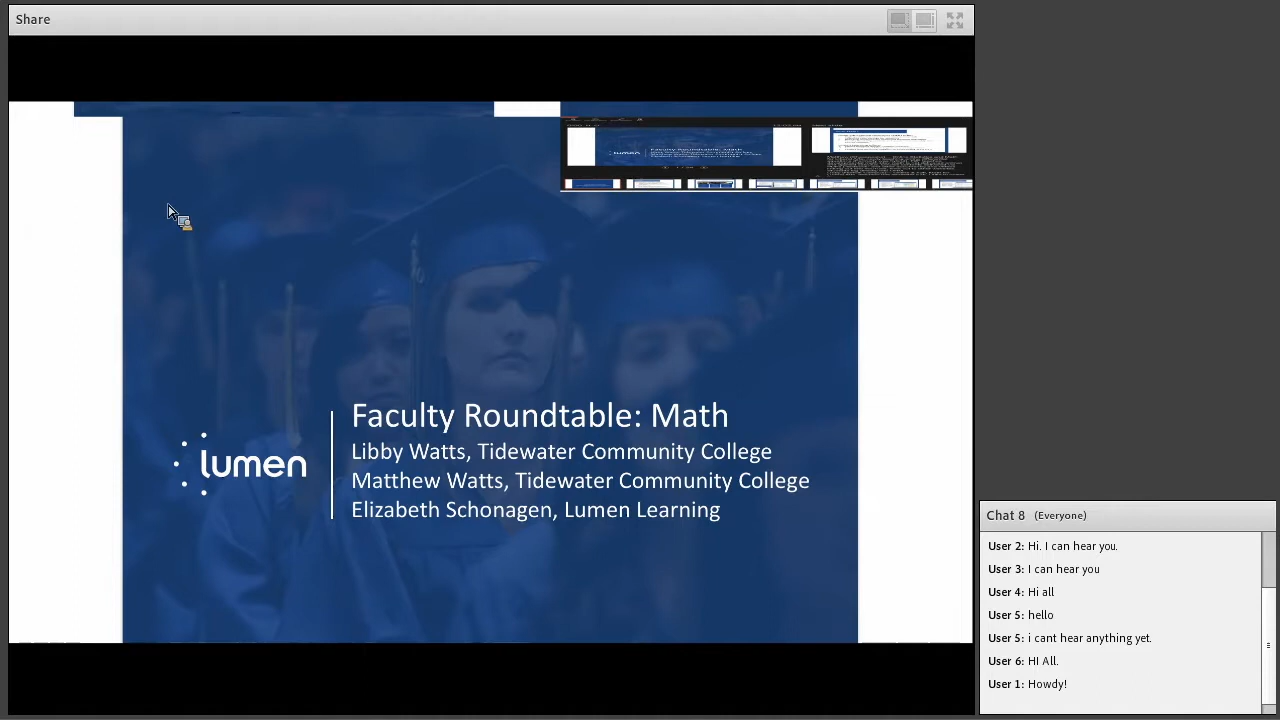 Share
lumen
Faculty Roundtable: Math
Libby Watts, Tidewater Community College
Matthew Watts, Tidewater Community College
Elizabeth Schonagen, Lumen Learning
Chat 8 (Everyone)
User 2: Hi. I can hear you.
User 3: I can hear you
User 4: Hi all
User 5: hello
User 5: i cant hear anything yet.
User 6: HI All.
User 1: Howdy!